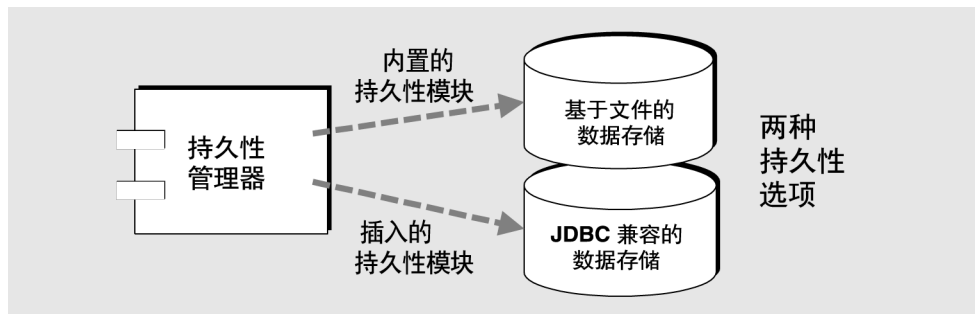 持久性
管理器
内置的
持久性模块
插入的
持久性模块
基于文件的
数据存储
JDBC 兼容的
数据存储
两种
持久性
选项